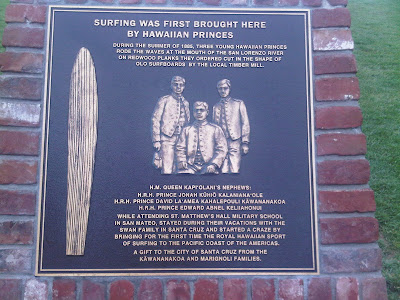 SURFING WAS FIRST BROUGHT HERE
BY HAWAIIAN PRINCES
DURING THE SUMMER OF 1885, THREE YOUNG HAWAIIAN PRINCES
RODE THE WAVES AT THE MOUTH OF THE SAN LORENZO RIVER
ON REDWOOD PLANKS THEY ORDERED CUT IN THE SHAPE OF
OLO SURFBOARDS BY THE LOCAL TIMBER MILL.
H.M. QUEEN KAPI'OLANI'S NEPHEWS:
H.R.H. PRINCE JONAH KŪHIŌ KALANIANA'OLE
H.R.H. PRINCE DAVID LA'AMEA KAHALEPOULI KĀWANANAKOA
H.R.H. PRINCE EDWARD ABNEL KELIIAHONUI
WHILE ATTENDING ST. MATTHEW'S HALL MILITARY SCHOOL
IN SAN MATEO, STAYED DURING THEIR VACATIONS WITH THE
SWAN FAMILY IN SANTA CRUZ AND STARTED A CRAZE BY
BRINGING FOR THE FIRST TIME THE ROYAL HAWAIIAN SPORT
OF SURFING TO THE PACIFIC COAST OF THE AMERICAS.
A GIFT TO THE CITY OF SANTA CRUZ FROM THE
KĀWANANAKOA AND MARIGNOLI FAMILIES.